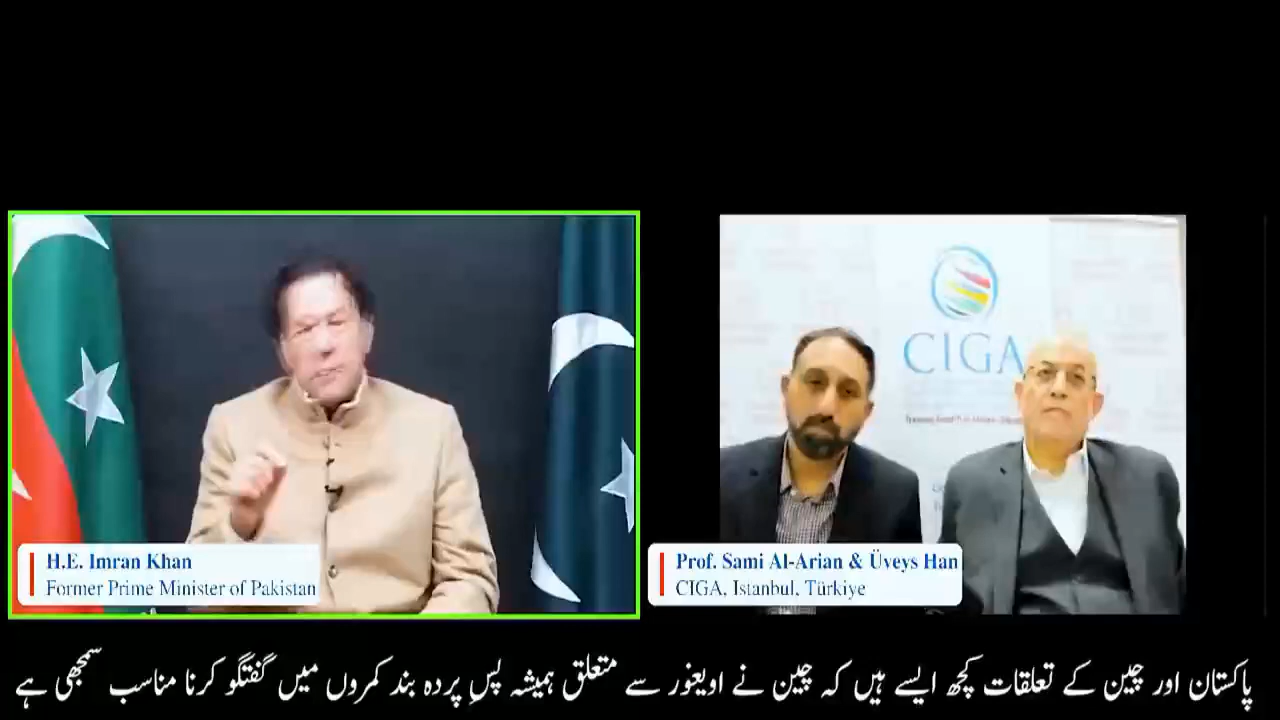 CIGA
H.E. Imran Khan
Former Prime Minister of Pakistan
Prof. Sami Al-Arian & Üveys Han
CIGA, Istanbul, Türkiye
پاکستان اور چین کے تعلقات کچھ ایسے ہیں کہ چین نے اویغور سے متعلق ہمیشہ پسِ پردہ بند کمروں میں گفتگو کرنا مناسب سمجھی ہے